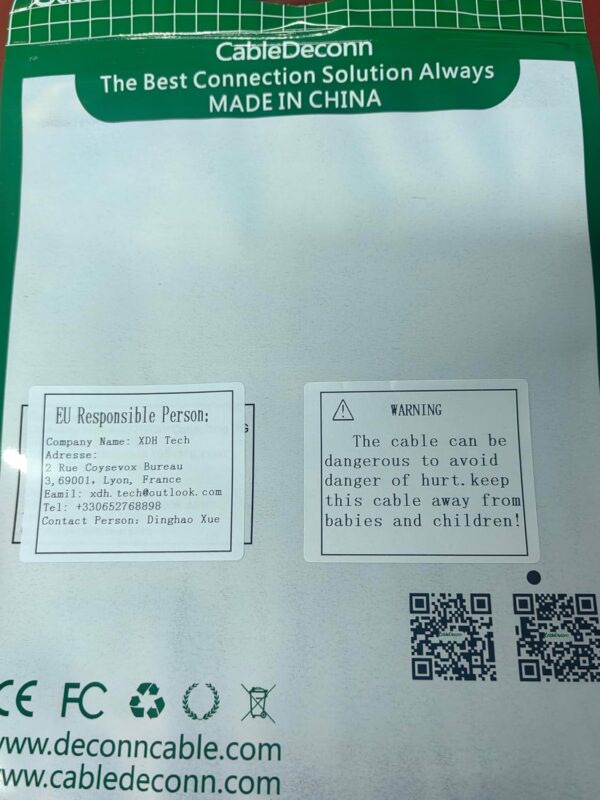 CableDeconn
The Best Connection Solution Always
MADE IN CHINA
EU Responsible Person:
Company Name: XDH Tech
Adresse:
2 Rue Coysevox Bureau
3,69001, Lyon, France
Eamil: xdh.tech@outlook.com
Tel: +330652768898
Contact Person: Dinghao Xue
G
WARNING
The cable can be
dangerous to avoid
danger of hurt.keep
this cable away from
babies and children!
CableDeconn
CableDeconn
CE FC
www.deconncable.com
www.cabledeconn.com